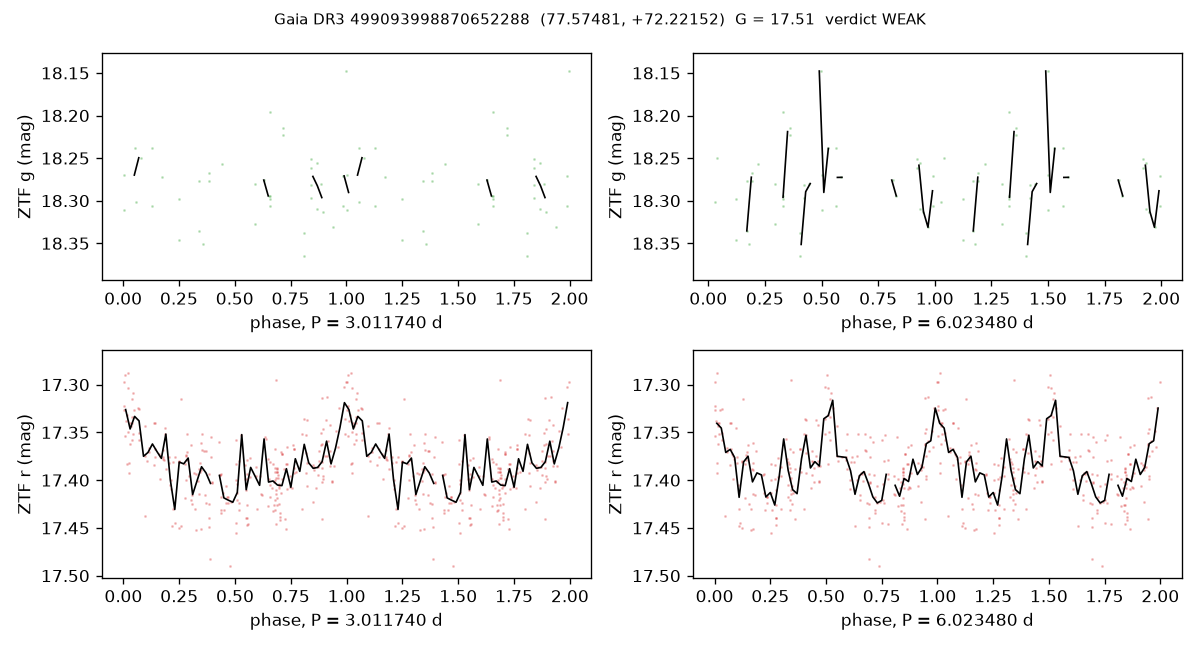 Gaia DR3 499093998870652288 (77.57481, +72.22152) G = 17.51 verdict WEAK
ZTF g (mag)
18.15
18.20
18.25
18.30
18.35
0.00 0.25 0.50 0.75 1.00 1.25 1.50 1.75 2.00
phase, P = 3.011740 d
ZTF g (mag)
18.15
18.20
18.25
18.30
18.35
0.00 0.25 0.50 0.75 1.00 1.25 1.50 1.75 2.00
phase, P = 6.023480 d
ZTF r (mag)
17.30
17.35
17.40
17.45
17.50
0.00 0.25 0.50 0.75 1.00 1.25 1.50 1.75 2.00
phase, P = 3.011740 d
ZTF r (mag)
17.30
17.35
17.40
17.45
17.50
0.00 0.25 0.50 0.75 1.00 1.25 1.50 1.75 2.00
phase, P = 6.023480 d